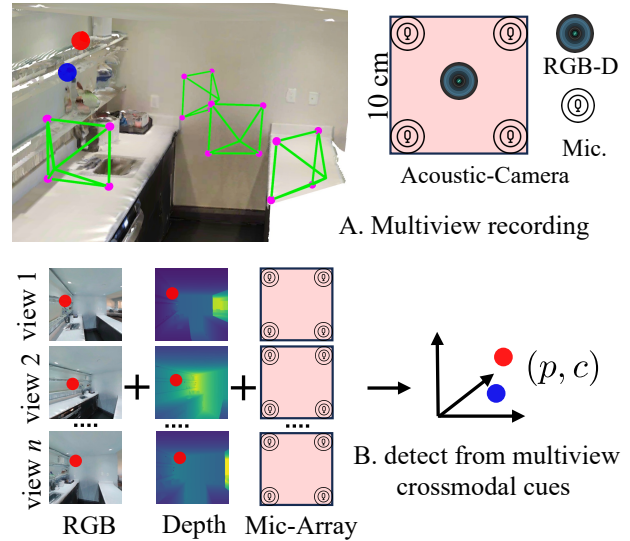 10 cm
RGB-D
Mic.
Acoustic-Camera
A. Multiview recording
view 1
view 2
....
....
....
view n
(p, c)
B. detect from multiview
crossmodal cues
RGB
Depth
Mic-Array